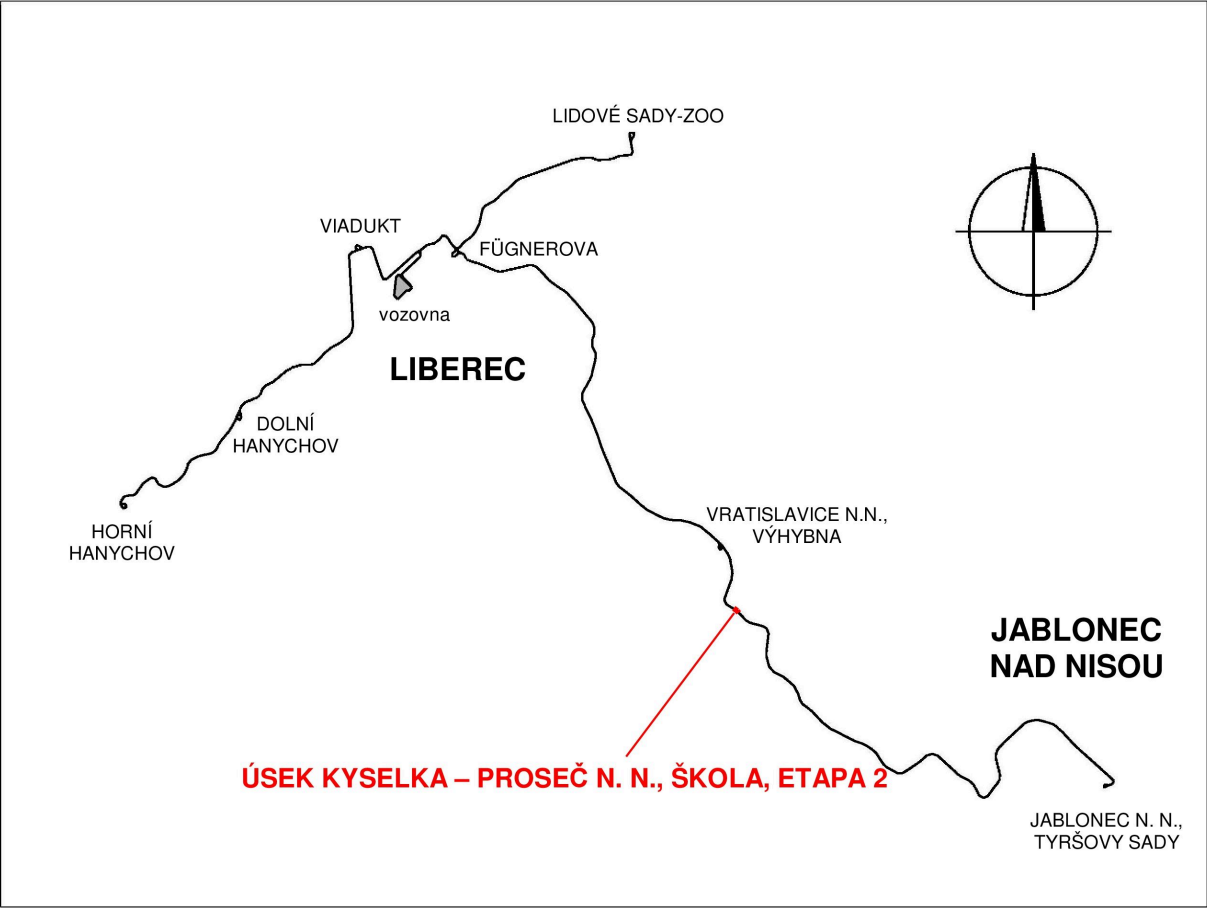 LIDOVÉ SADY-ZOO
VIADUKT
FÜGNEROVA
vozovna
LIBEREC
DOLNÍ
HANYCHOV
HORNÍ
HANYCHOV
VRATISLAVICE N.N.,
VÝHYBNA
JABLONEC
NAD NISOU
ÚSEK KYSELKA – PROSEČ N. N., ŠKOLA, ETAPA 2
JABLONEC N. N.,
TYRŠOVY SADY